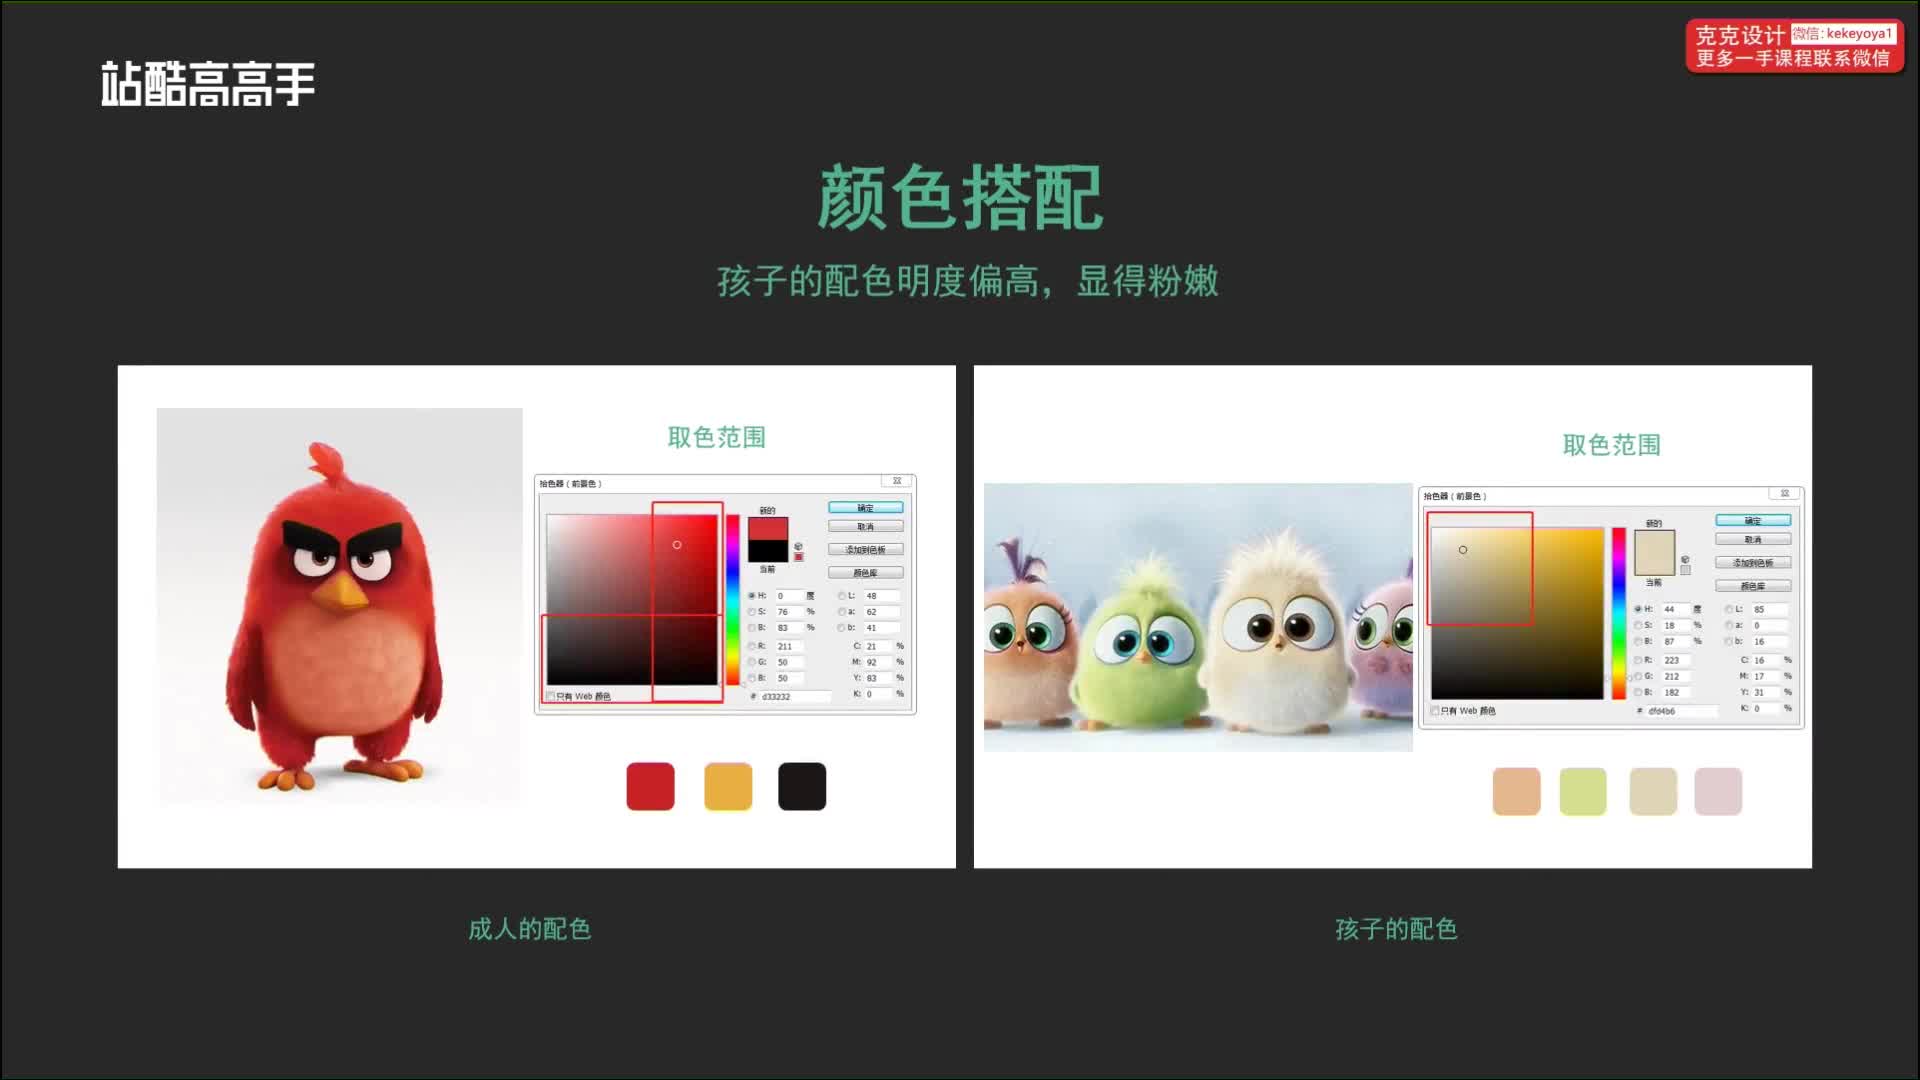 站酷高高手
克克设计 微信: kekeyoya1
更多一手课程联系微信
颜色搭配
孩子的配色明度偏高，显得粉嫩
取色范围
拾色器（前景色）
新的
当前
确定
取消
添加到色板
颜色库
H: 0 度
S: 76 %
B: 83 %
R: 211
G: 50
B: 50
L: 48
a: 62
b: 41
C: 21 %
M: 92 %
Y: 83 %
K: 0 %
# d33232
只有 Web 颜色
取色范围
拾色器（前景色）
新的
当前
确定
取消
添加到色板
颜色库
H: 44 度
S: 18 %
B: 87 %
R: 223
G: 212
B: 182
L: 85
a: 0
b: 16
C: 16 %
M: 17 %
Y: 31 %
K: 0 %
# dfd4b6
只有 Web 颜色
成人的配色
孩子的配色